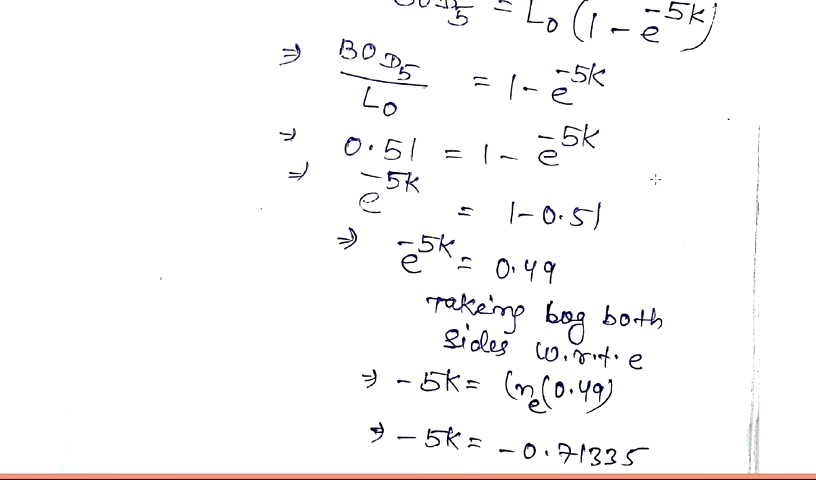 BOD₅ = L₀ (1 - e^-5k)
⇒ BOD₅/L₀ = 1 - e^-5k
⇒ 0.51 = 1 - e^-5k
⇒ e^-5k = 1 - 0.51
⇒ e^-5k = 0.49
Taking log both
sides w.r.t. e
⇒ -5k = ln_e(0.49)
⇒ -5k = -0.71335